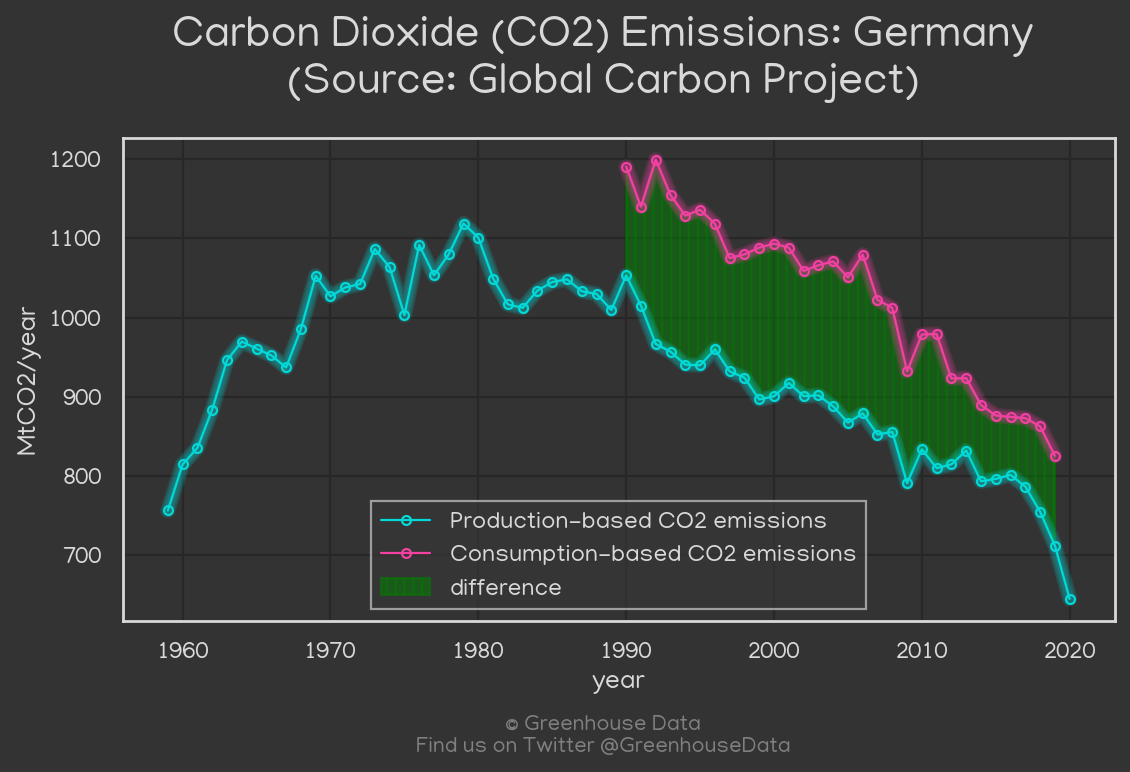 Carbon Dioxide (CO2) Emissions: Germany
(Source: Global Carbon Project)
1200
1100
1000
900
800
700
MtCO2/year
Production-based CO2 emissions
Consumption-based CO2 emissions
difference
1960 1970 1980 1990 2000 2010 2020
year
© Greenhouse Data
Find us on Twitter @GreenhouseData